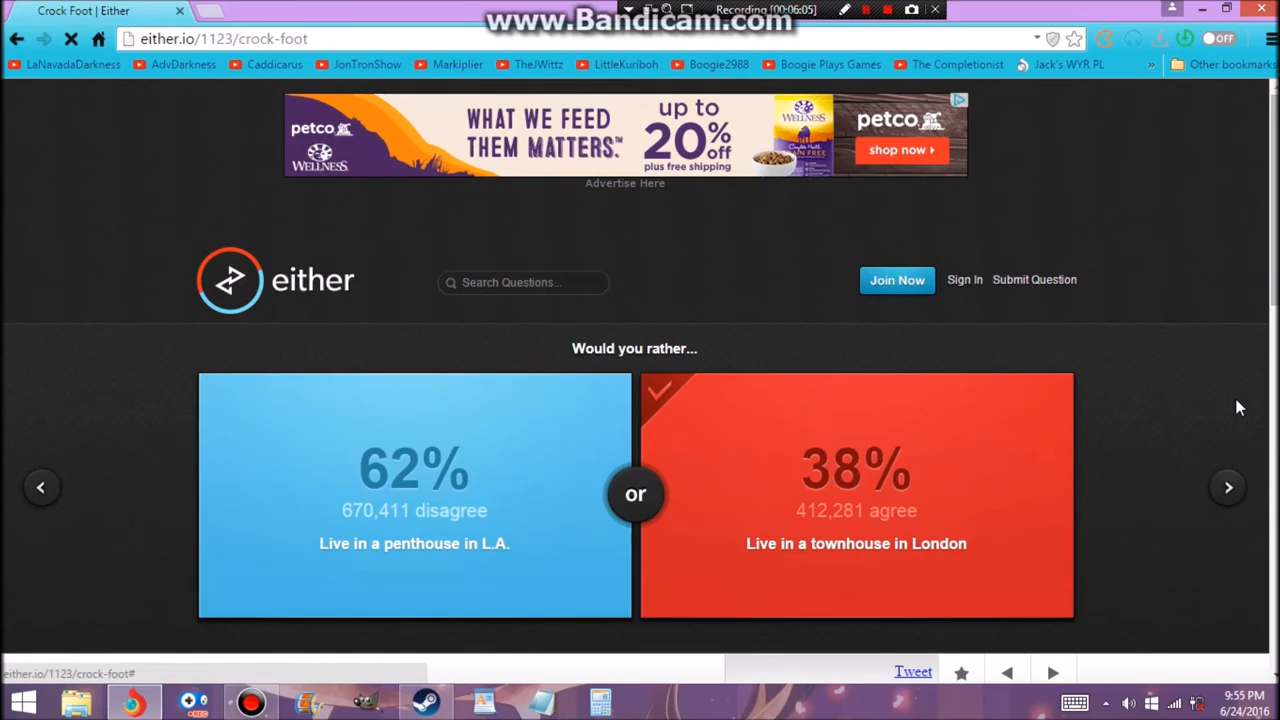 Crock Foot | Either
Recording [00:06:05]
www.Bandicam.com
either.io/1123/crock-foot
OFF
LaNavadaDarkness AdvDarkness Caddicarus JonTronShow Markiplier TheJWittz LittleKuriboh Boogie2988 Boogie Plays Games The Completionist Jack's WYR PL » Other bookmarks
petco
WELLNESS
WHAT WE FEED
THEM MATTERS.™
up to
20%
off
plus free shipping
WELLNESS
petco
shop now
Advertise Here
either
Search Questions...
Join Now Sign In Submit Question
Would you rather...
62%
670,411 disagree
Live in a penthouse in L.A.
or
38%
412,281 agree
Live in a townhouse in London
either.io/1123/crock-foot#
Tweet
9:55 PM
6/24/2016